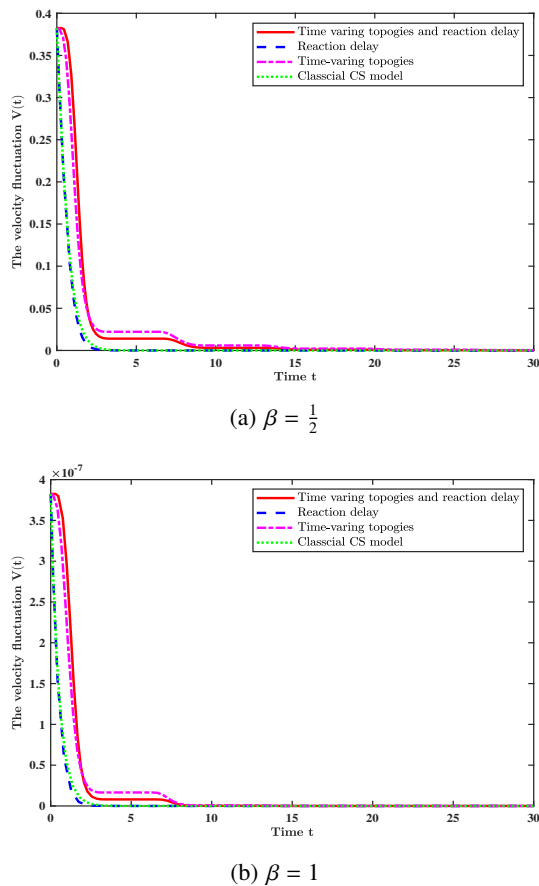 0.4
0.35
0.3
0.25
0.2
0.15
0.1
0.05
0
The velocity fluctuation V(t)
Time varing topogies and reaction delay
Reaction delay
Time-varing topogies
Classcial CS model
0 5 10 15 20 25 30
Time t
(a) β = 1/2
×10⁻⁷
4
3.5
3
2.5
2
1.5
1
0.5
0
The velocity fluctuation V(t)
Time varing topogies and reaction delay
Reaction delay
Time-varing topogies
Classcial CS model
0 5 10 15 20 25 30
Time t
(b) β = 1